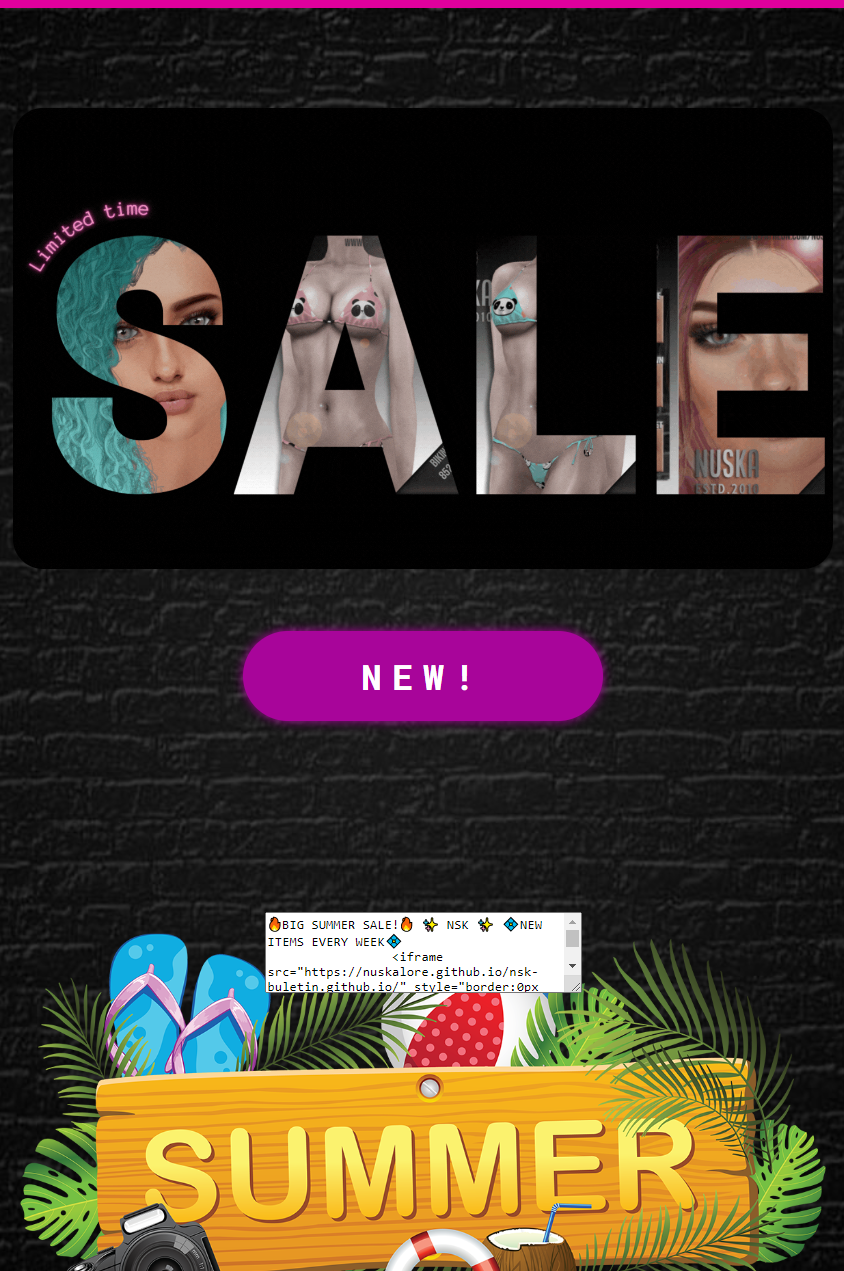 Limited time
SALE
NUSKA
ESTD.2010
NEW!
🔥BIG SUMMER SALE!🔥 ✨ NSK ✨ 💠NEW
ITEMS EVERY WEEK💠
<iframe
src="https://nuskalore.github.io/nsk-
buletin.github.io/" style="border:0px
SUMMER